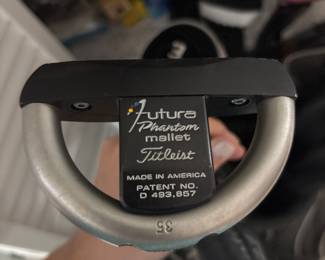 Futura
Phantom
mallet
Titleist
MADE IN AMERICA
PATENT NO.
D 493,857
35